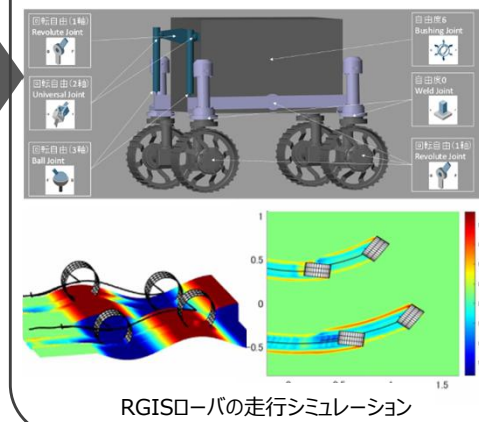 回転自由(1軸)
Revolute Joint
回転自由(2軸)
Universal Joint
回転自由(3軸)
Ball Joint
自由度6
Bushing Joint
自由度0
Weld Joint
回転自由(1軸)
Revolute Joint
1
0.5
0
-0.5
0.5
1
1.5
RGISローバの走行シミュレーション